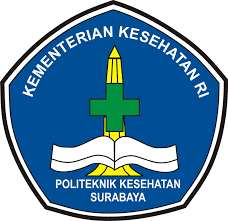 KEMENTERIAN KESEHATAN RI
POLITEKNIK KESEHATAN
SURABAYA